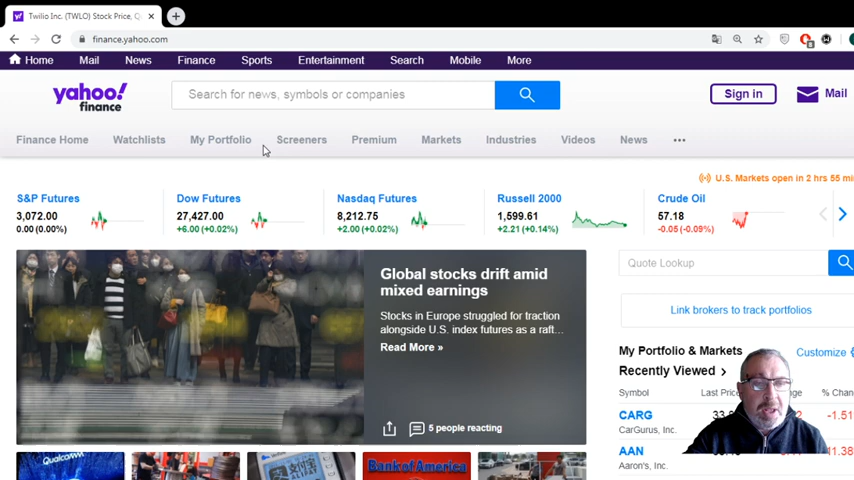 Twilio Inc. (TWLO) Stock Price, Q
finance.yahoo.com
Home Mail News Finance Sports Entertainment Search Mobile More
yahoo!
finance
Search for news, symbols or companies
Sign in
Mail
Finance Home Watchlists My Portfolio Screeners Premium Markets Industries Videos News ...
U.S. Markets open in 2 hrs 55
S&P Futures
3,072.00
0.00 (0.00%)
Dow Futures
27,427.00
+6.00 (+0.02%)
Nasdaq Futures
8,212.75
+2.00 (+0.02%)
Russell 2000
1,599.61
+2.21 (+0.14%)
Crude Oil
57.18
-0.05 (-0.09%)
Global stocks drift amid
mixed earnings
Stocks in Europe struggled for traction
alongside U.S. index futures as a raft...
Read More »
5 people reacting
Quote Lookup
Link brokers to track portfolios
My Portfolio & Markets
Customize
Recently Viewed >
Symbol Last Pric % Chan
CARG -1.51
CarGurus, Inc.
AAN 11.38
Aaron's, Inc.
Qualcomm
Bank of America